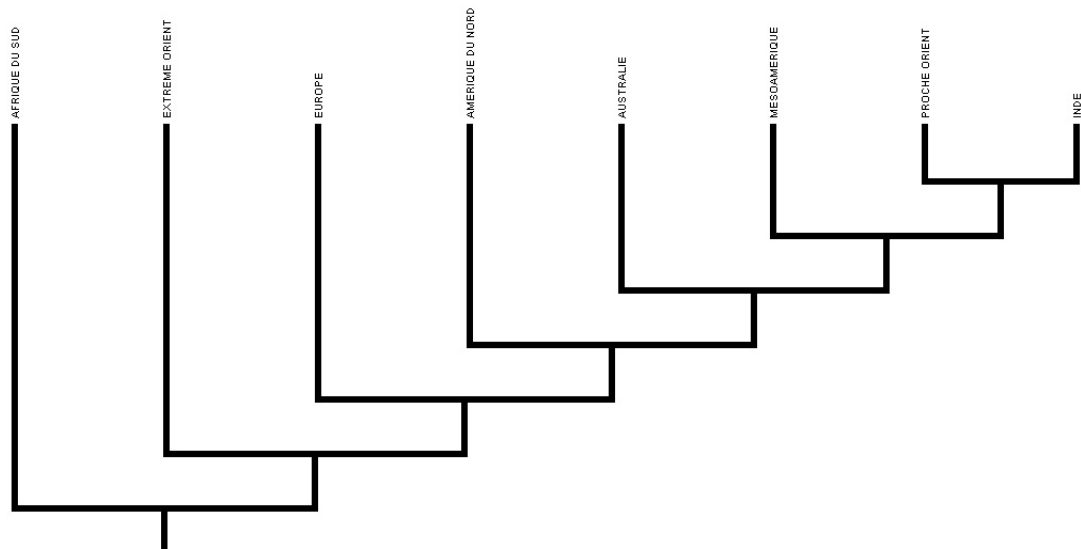 AFRIQUE DU SUD
EXTREME ORIENT
EUROPE
AMERIQUE DU NORD
AUSTRALIE
MESOAMERIQUE
PROCHE ORIENT
INDE